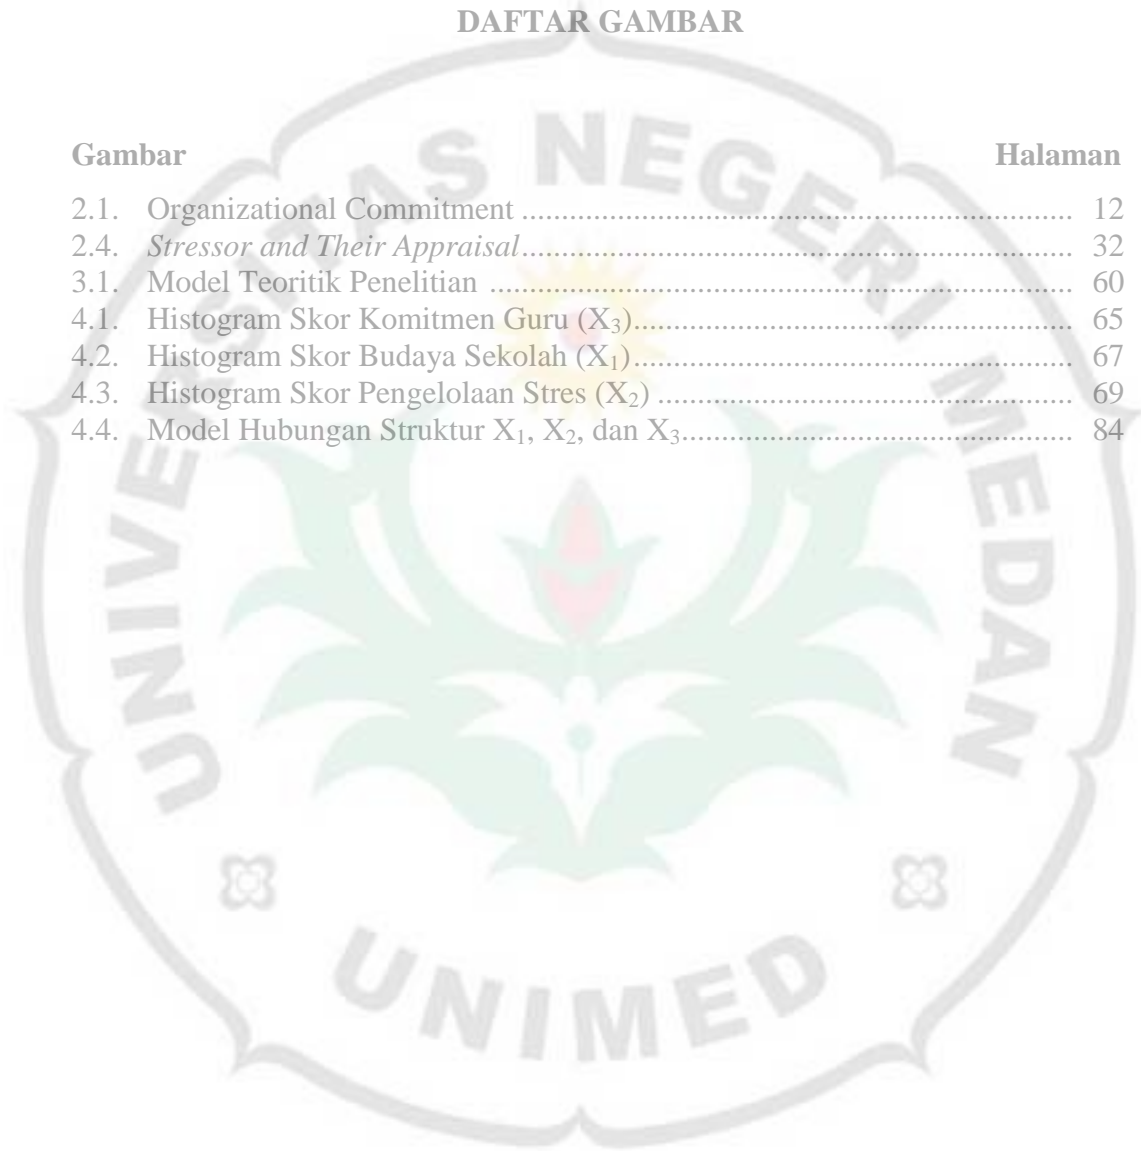 DAFTAR GAMBAR
Gambar Halaman
2.1. Organizational Commitment ........................................................................ 12
2.4. Stressor and Their Appraisal........................................................................ 32
3.1. Model Teoritik Penelitian ........................................................................... 60
4.1. Histogram Skor Komitmen Guru (X₃)......................................................... 65
4.2. Histogram Skor Budaya Sekolah (X₁)......................................................... 67
4.3. Histogram Skor Pengelolaan Stres (X₂) ...................................................... 69
4.4. Model Hubungan Struktur X₁, X₂, dan X₃................................................... 84
UNIVERSITAS NEGERI MEDAN
UNIMED